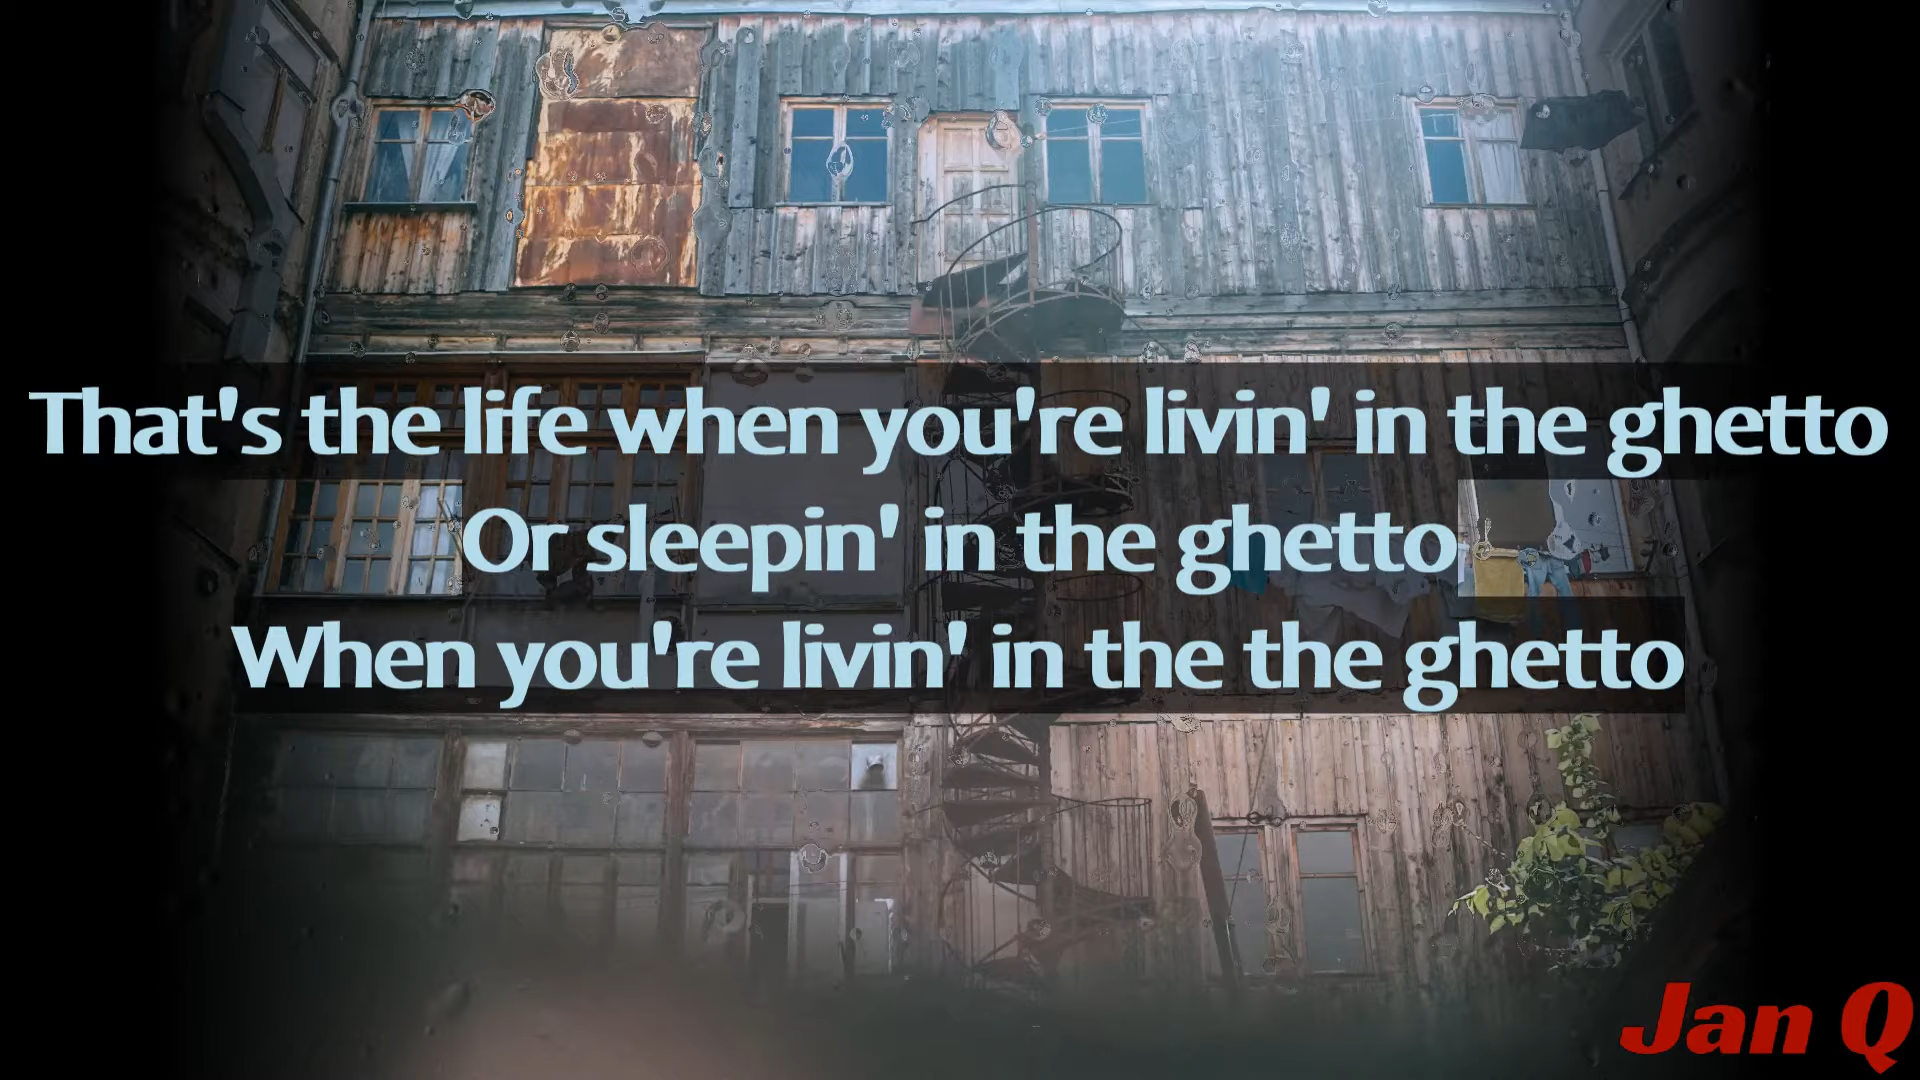 That's the life when you're livin' in the ghetto
Or sleepin' in the ghetto
When you're livin' in the the ghetto
Jan Q